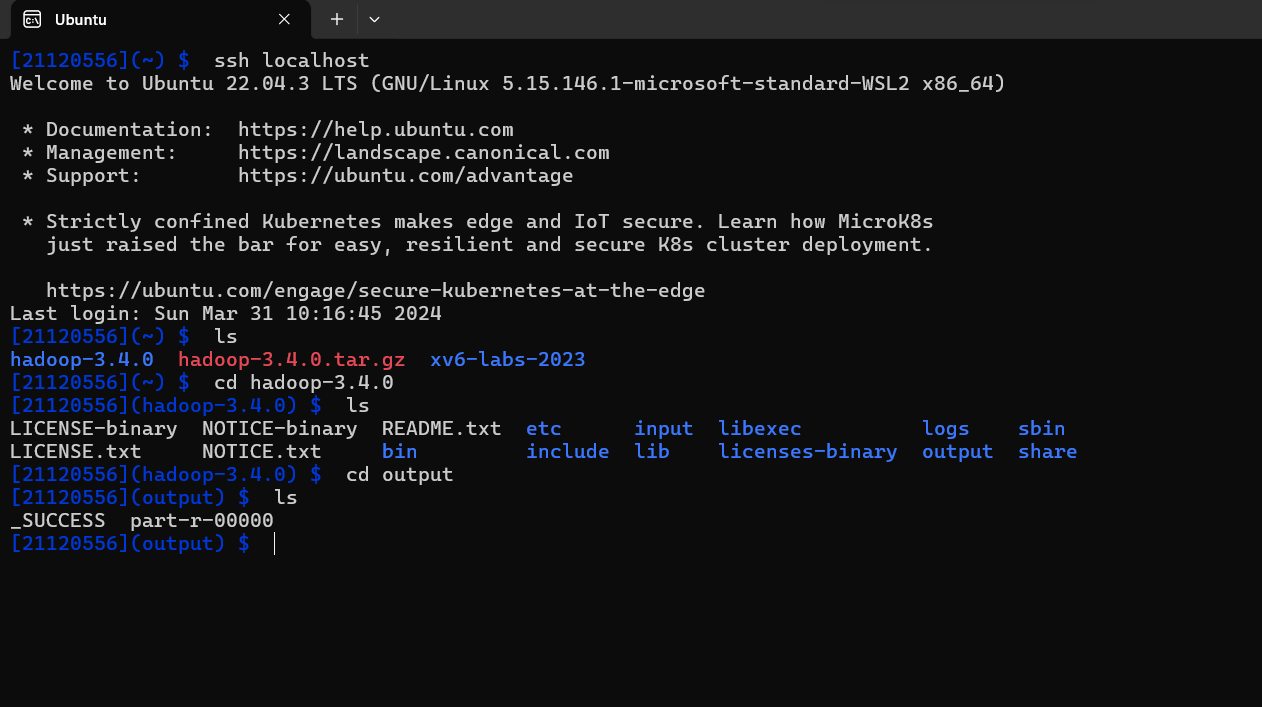 Ubuntu
[21120556](~) $  ssh localhost
Welcome to Ubuntu 22.04.3 LTS (GNU/Linux 5.15.146.1-microsoft-standard-WSL2 x86_64)
 * Documentation:  https://help.ubuntu.com
 * Management:     https://landscape.canonical.com
 * Support:        https://ubuntu.com/advantage
 * Strictly confined Kubernetes makes edge and IoT secure. Learn how MicroK8s
   just raised the bar for easy, resilient and secure K8s cluster deployment.
   https://ubuntu.com/engage/secure-kubernetes-at-the-edge
Last login: Sun Mar 31 10:16:45 2024
[21120556](~) $  ls
hadoop-3.4.0  hadoop-3.4.0.tar.gz  xv6-labs-2023
[21120556](~) $  cd hadoop-3.4.0
[21120556](hadoop-3.4.0) $  ls
LICENSE-binary  NOTICE-binary  README.txt  etc      input  libexec          logs    sbin
LICENSE.txt     NOTICE.txt     bin         include  lib    licenses-binary  output  share
[21120556](hadoop-3.4.0) $  cd output
[21120556](output) $  ls
_SUCCESS  part-r-00000
[21120556](output) $